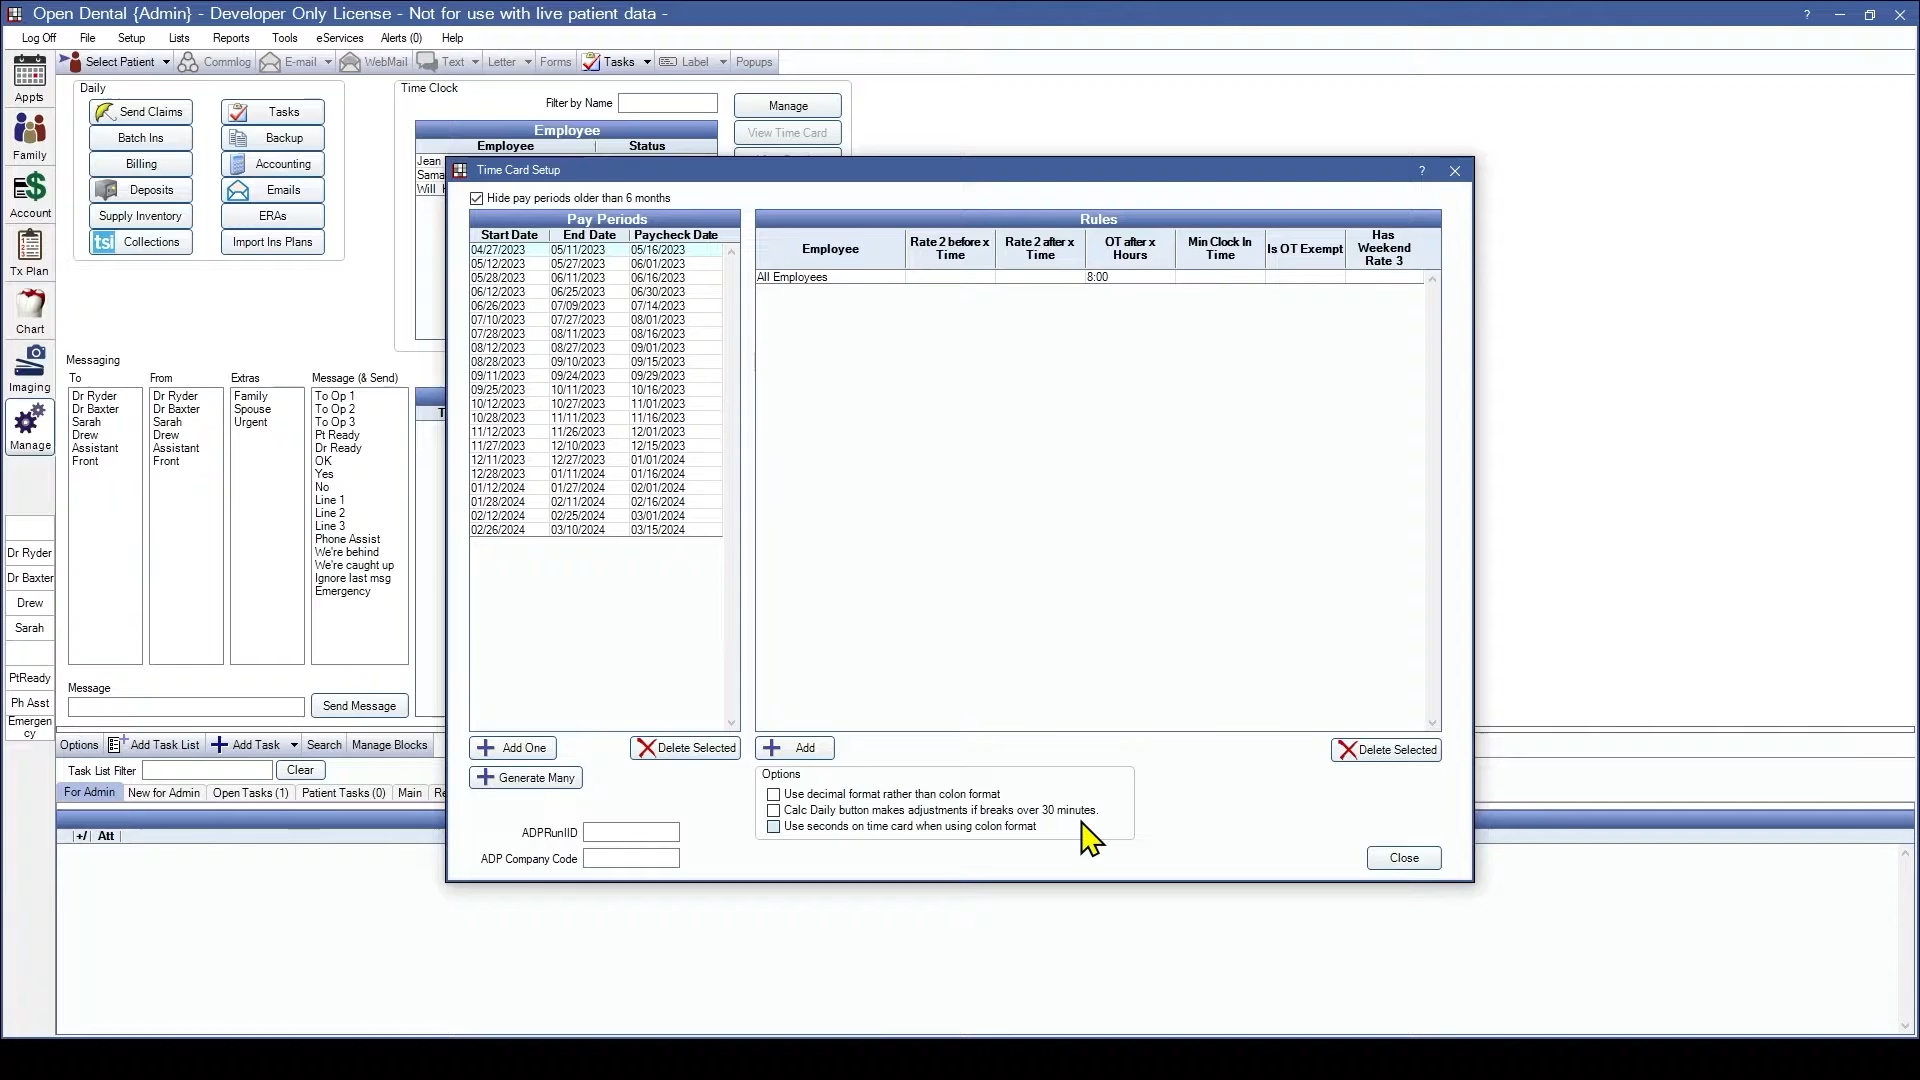 Open Dental {Admin} - Developer Only License - Not for use with live patient data -
Log Off File Setup Lists Reports Tools eServices Alerts (0) Help
Select Patient Commlog E-mail WebMail Text Letter Forms Tasks Label Popups
Appts
Family
Account
Tx Plan
Chart
Imaging
Manage
Dr Ryder
Dr Baxter
Drew
Sarah
PtReady
Ph Asst
Emergen
cy
Daily
Send Claims Tasks
Batch Ins Backup
Billing Accounting
Deposits Emails
Supply Inventory ERAs
tsi Collections Import Ins Plans
Time Clock
Filter by Name
Manage
View Time Card
Employee
Employee Status
Jean
Sama
Will
Messaging
To From Extras Message (& Send)
Dr Ryder Dr Ryder Family To Op 1
Dr Baxter Dr Baxter Spouse To Op 2
Sarah Sarah Urgent To Op 3
Drew Drew Pt Ready
Assistant Assistant Dr Ready
Front Front OK
Yes
No
Line 1
Line 2
Line 3
Phone Assist
We're behind
We're caught up
Ignore last msg
Emergency
Message
Send Message
Options Add Task List Add Task Search Manage Blocks
Task List Filter Clear
For Admin New for Admin Open Tasks (1) Patient Tasks (0) Main Re
+/ Att
Time Card Setup
Hide pay periods older than 6 months
Pay Periods
Start Date End Date Paycheck Date
04/27/2023 05/11/2023 05/16/2023
05/12/2023 05/27/2023 06/01/2023
05/28/2023 06/11/2023 06/16/2023
06/12/2023 06/25/2023 06/30/2023
06/26/2023 07/09/2023 07/14/2023
07/10/2023 07/27/2023 08/01/2023
07/28/2023 08/11/2023 08/16/2023
08/12/2023 08/27/2023 09/01/2023
08/28/2023 09/10/2023 09/15/2023
09/11/2023 09/24/2023 09/29/2023
09/25/2023 10/11/2023 10/16/2023
10/12/2023 10/27/2023 11/01/2023
10/28/2023 11/11/2023 11/16/2023
11/12/2023 11/26/2023 12/01/2023
11/27/2023 12/10/2023 12/15/2023
12/11/2023 12/27/2023 01/01/2024
12/28/2023 01/11/2024 01/16/2024
01/12/2024 01/27/2024 02/01/2024
01/28/2024 02/11/2024 02/16/2024
02/12/2024 02/25/2024 03/01/2024
02/26/2024 03/10/2024 03/15/2024
Add One Delete Selected
Generate Many
ADPRunIID
ADP Company Code
Rules
Employee Rate 2 before x Time Rate 2 after x Time OT after x Hours Min Clock In Time Is OT Exempt Has Weekend Rate 3
All Employees 8:00
Add Delete Selected
Options
Use decimal format rather than colon format
Calc Daily button makes adjustments if breaks over 30 minutes.
Use seconds on time card when using colon format
Close